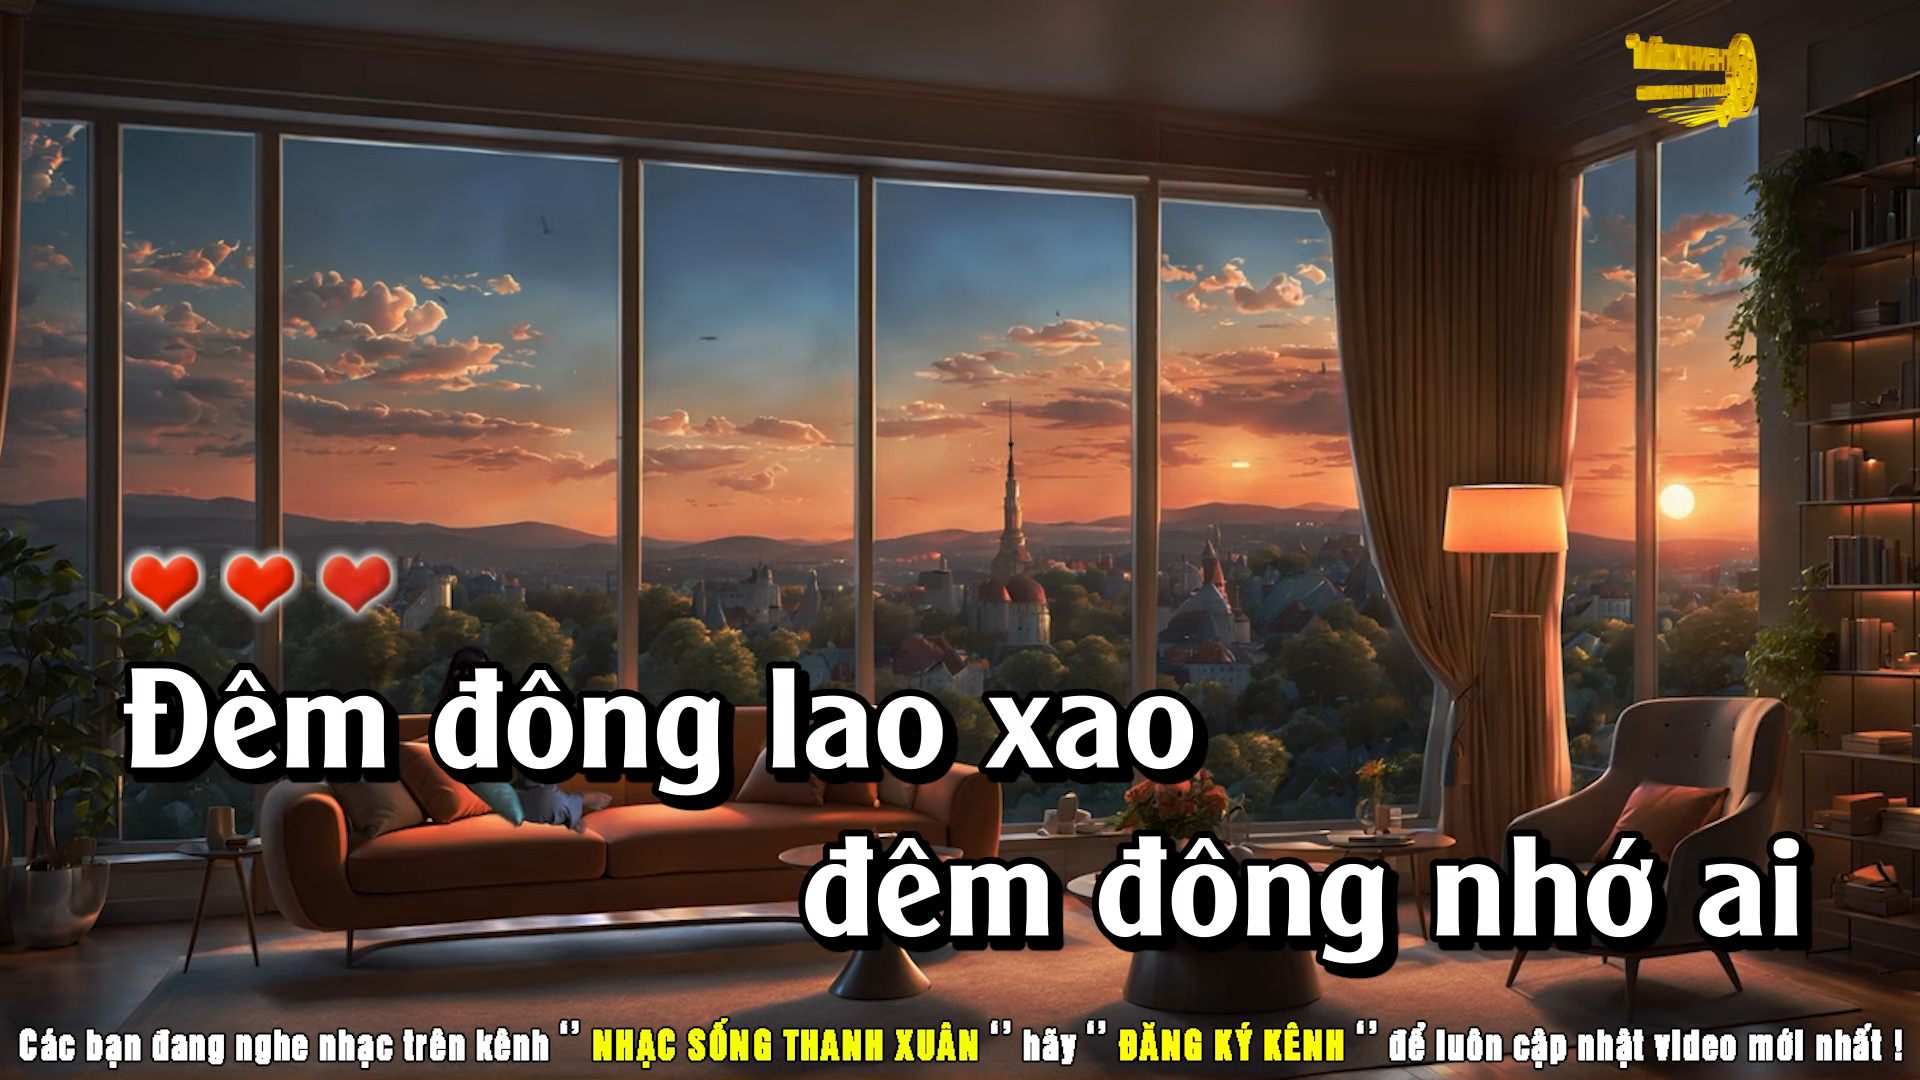 Đêm đông lao xao
đêm đông nhớ ai
Các bạn đang nghe nhạc trên kênh “ NHẠC SỐNG THANH XUÂN “ hãy “ ĐĂNG KÝ KÊNH “ để luôn cập nhật video mới nhất !